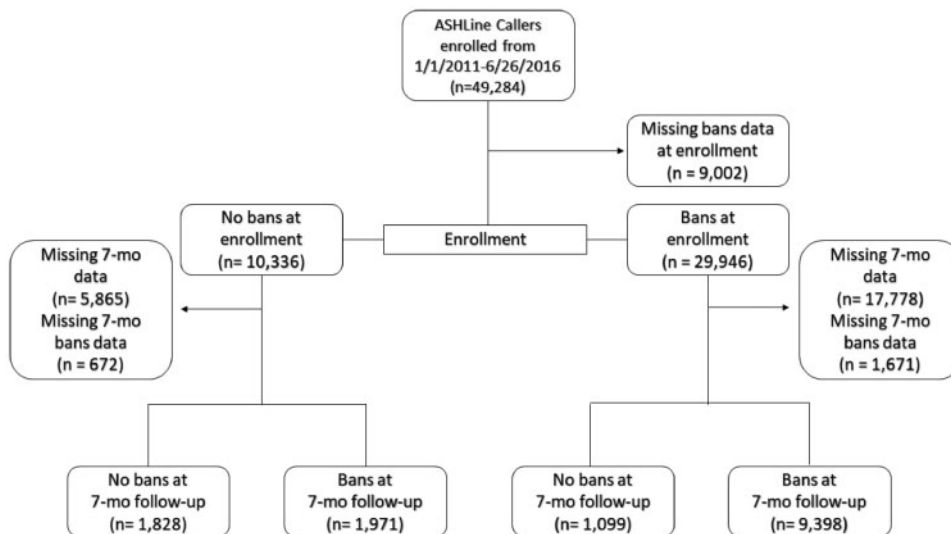 ASHLine Callers
enrolled from
1/1/2011-6/26/2016
(n=49,284)
Missing bans data
at enrollment
(n = 9,002)
No bans at
enrollment
(n= 10,336)
Enrollment
Bans at
enrollment
(n = 29,946)
Missing 7-mo
data
(n= 5,865)
Missing 7-mo
bans data
(n = 672)
Missing 7-mo
data
(n= 17,778)
Missing 7-mo
bans data
(n = 1,671)
No bans at
7-mo follow-up
(n= 1,828)
Bans at
7-mo follow-up
(n= 1,971)
No bans at
7-mo follow-up
(n= 1,099)
Bans at
7-mo follow-up
(n= 9,398)